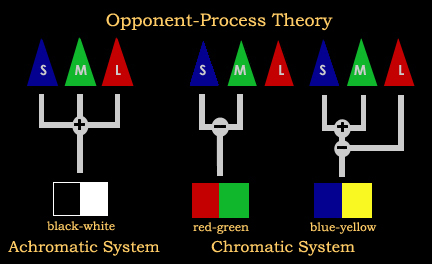 Opponent-Process Theory
S M L S M L S M L
+ − + −
black-white red-green blue-yellow
Achromatic System Chromatic System